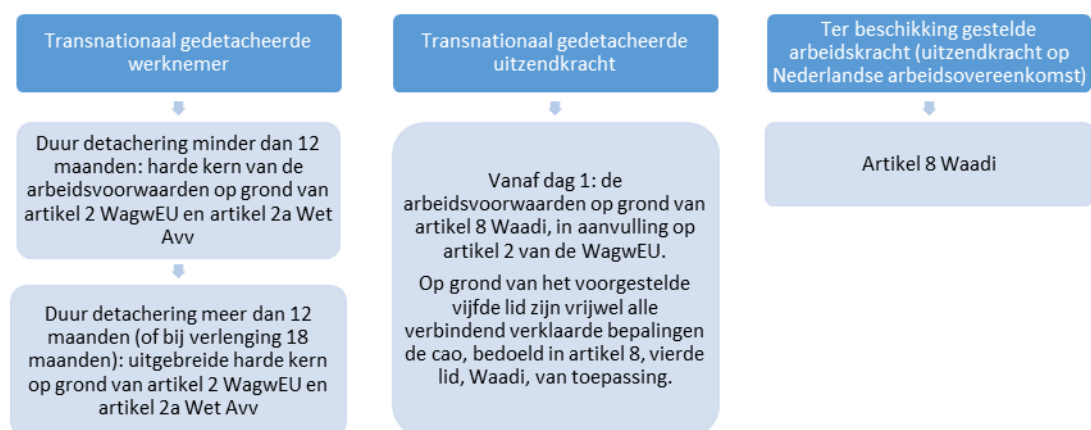 Transnationaal gedetacheerde
werknemer
Duur detachering minder dan 12
maanden: harde kern van de
arbeidsvoorwaarden op grond van
artikel 2 WagwEU en artikel 2a Wet
Avv
Duur detachering meer dan 12
maanden (of bij verlenging 18
maanden): uitgebreide harde kern
op grond van artikel 2 WagwEU en
artikel 2a Wet Avv
Transnationaal gedetacheerde
uitzendkracht
Vanaf dag 1: de
arbeidsvoorwaarden op grond van
artikel 8 Waadi, in aanvulling op
artikel 2 van de WagwEU.
Op grond van het voorgestelde
vijfde lid zijn vrijwel alle
verbindend verklaarde bepalingen
de cao, bedoeld in artikel 8, vierde
lid, Waadi, van toepassing.
Ter beschikking gestelde
arbeidskracht (uitzendkracht op
Nederlandse arbeidsovereenkomst)
Artikel 8 Waadi